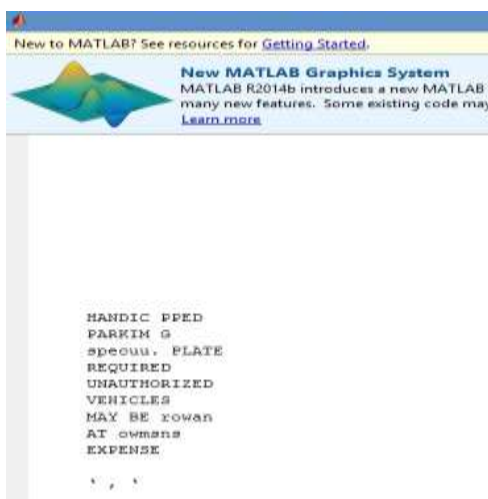 New to MATLAB? See resources for Getting Started.
New MATLAB Graphics System
MATLAB R2014b introduces a new MATLAB
many new features. Some existing code may
Learn more
HANDIC PPED
PARKIM G
speouu. PLATE
REQUIRED
UNAUTHORIZED
VEHICLES
MAY BE rowan
AT owmsns
EXPENSE
‘ , ‘